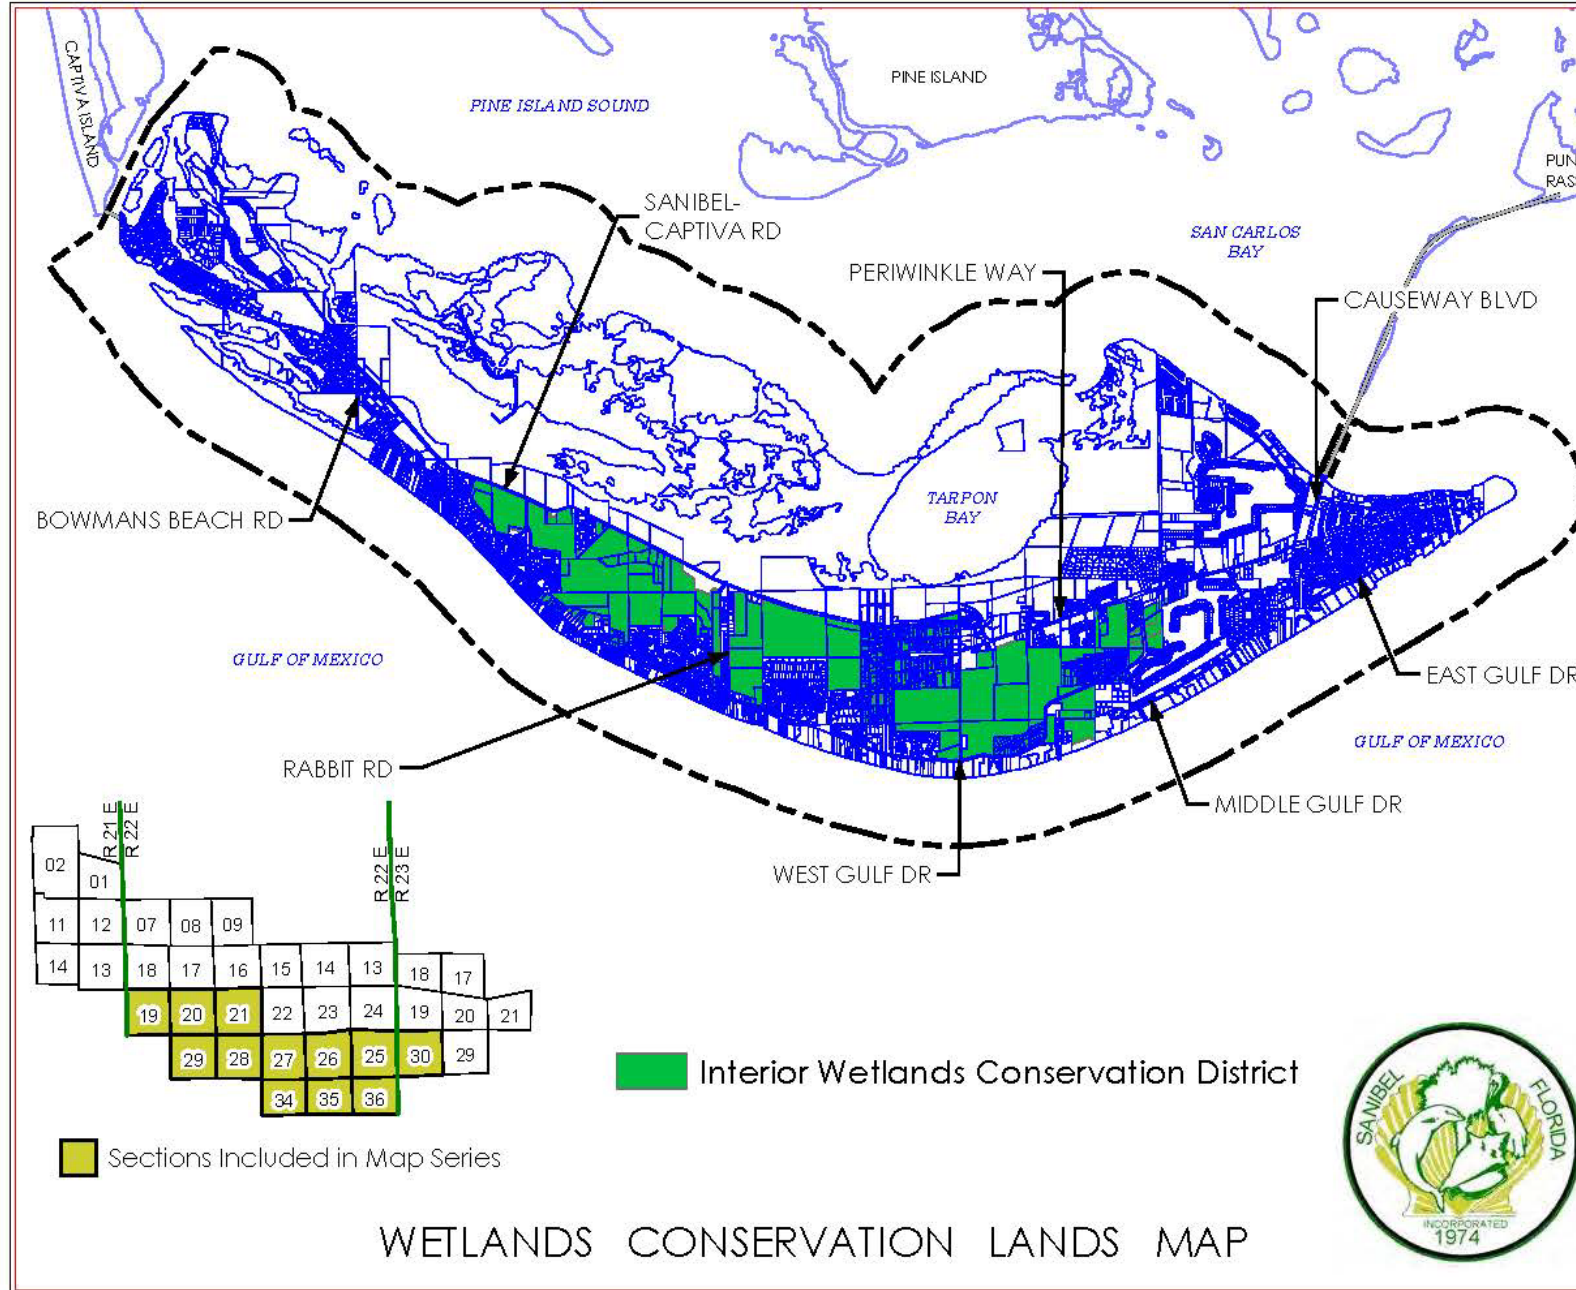 CAPTIVA ISLAND
PINE ISLAND SOUND
PINE ISLAND
PUN
RAS
SANIBEL-
CAPTIVA RD
SAN CARLOS
BAY
PERIWINKLE WAY
CAUSEWAY BLVD
BOWMANS BEACH RD
TARPON
BAY
GULF OF MEXICO
EAST GULF DR
GULF OF MEXICO
RABBIT RD
MIDDLE GULF DR
WEST GULF DR
R 21 E
R 22 E
R 22 E
R 23 E
02
01
11 12 07 08 09
14 13 18 17 16 15 14 13 18 17
19 20 21 22 23 24 19 20 21
29 28 27 26 25 30 29
34 35 36
Interior Wetlands Conservation District
Sections Included in Map Series
SANIBEL FLORIDA
INCORPORATED
1974
WETLANDS CONSERVATION LANDS MAP